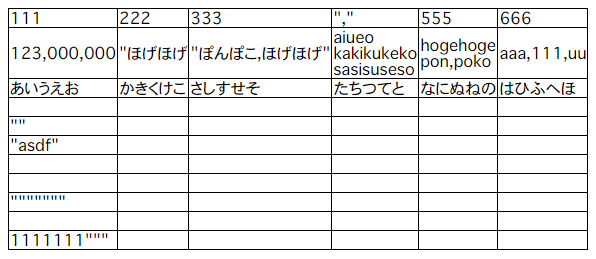 111 222 333 "," 555 666
123,000,000 "ほげほげ "ぽんぽこ,ほげほげ"
aiueo
kakikukeko
sasisuseso
hogehoge
pon,poko
aaa,111,uu
あいうえお かきくけこ さしすせそ たちつてと なにぬねの はひふへほ
""
"asdf"
"""""""
1111111"""